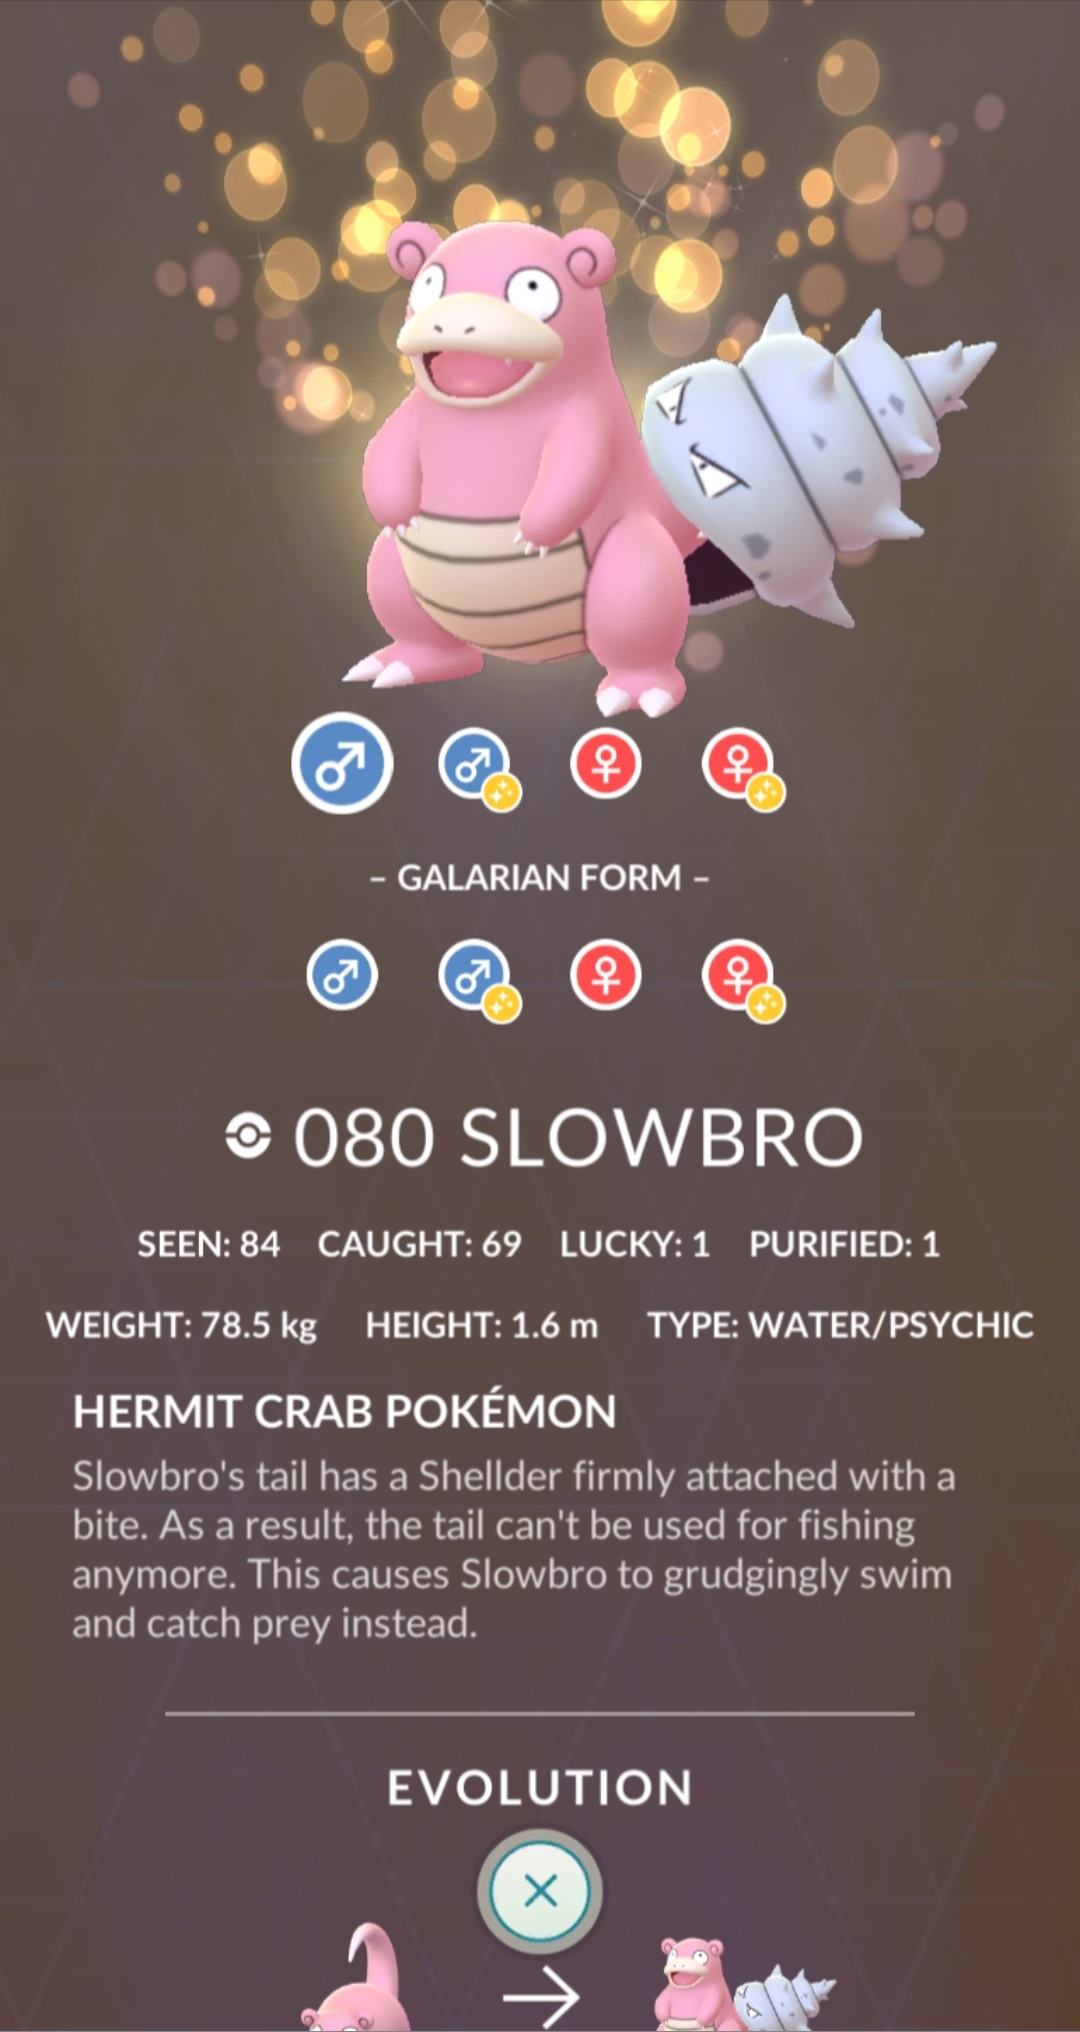 – GALARIAN FORM –
080 SLOWBRO
SEEN: 84 CAUGHT: 69 LUCKY: 1 PURIFIED: 1
WEIGHT: 78.5 kg HEIGHT: 1.6 m TYPE: WATER/PSYCHIC
HERMIT CRAB POKÉMON
Slowbro's tail has a Shellder firmly attached with a
bite. As a result, the tail can't be used for fishing
anymore. This causes Slowbro to grudgingly swim
and catch prey instead.
EVOLUTION